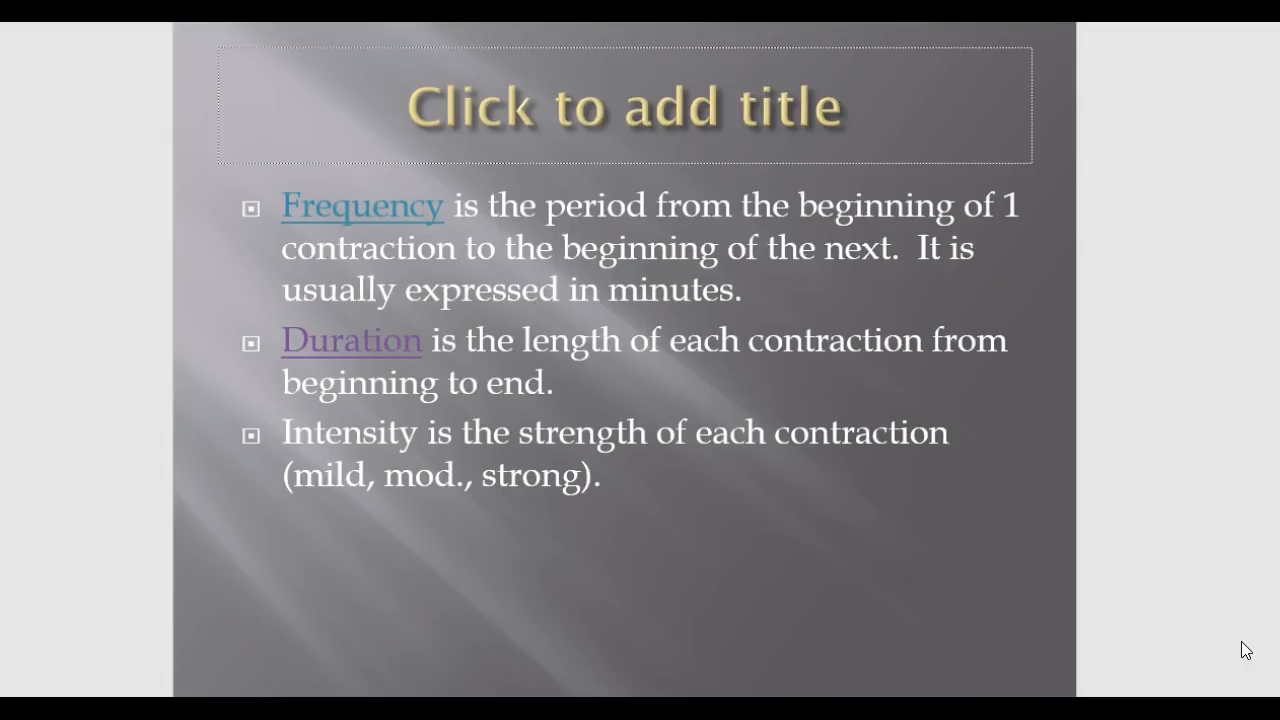 Click to add title
Frequency is the period from the beginning of 1
contraction to the beginning of the next.  It is
usually expressed in minutes.
Duration is the length of each contraction from
beginning to end.
Intensity is the strength of each contraction
(mild, mod., strong).